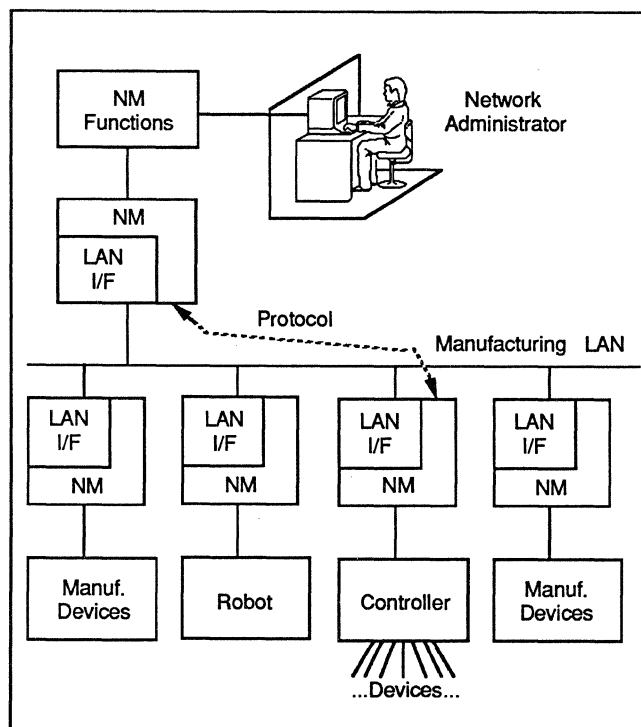 NM
Functions
Network
Administrator
NM
LAN
I/F
Protocol
Manufacturing LAN
LAN
I/F
NM
LAN
I/F
NM
LAN
I/F
NM
LAN
I/F
NM
Manuf.
Devices
Robot
Controller
Manuf.
Devices
...Devices...